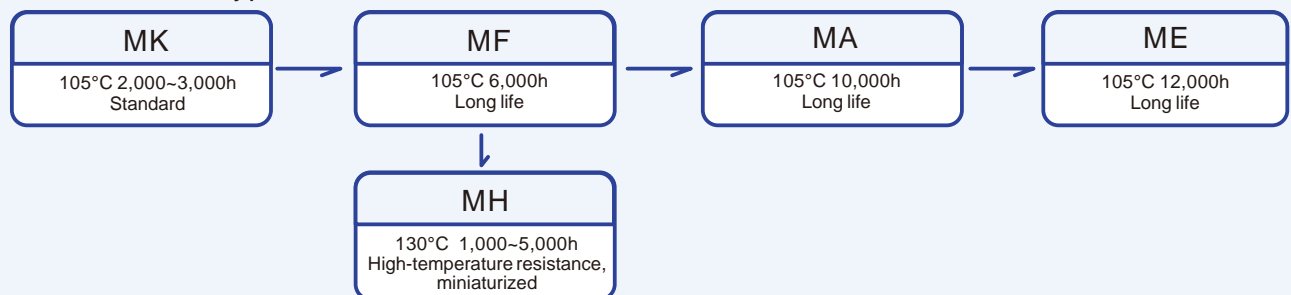 MK
105°C 2,000~3,000h
Standard
MF
105°C 6,000h
Long life
MA
105°C 10,000h
Long life
ME
105°C 12,000h
Long life
MH
130°C 1,000~5,000h
High-temperature resistance,
miniaturized